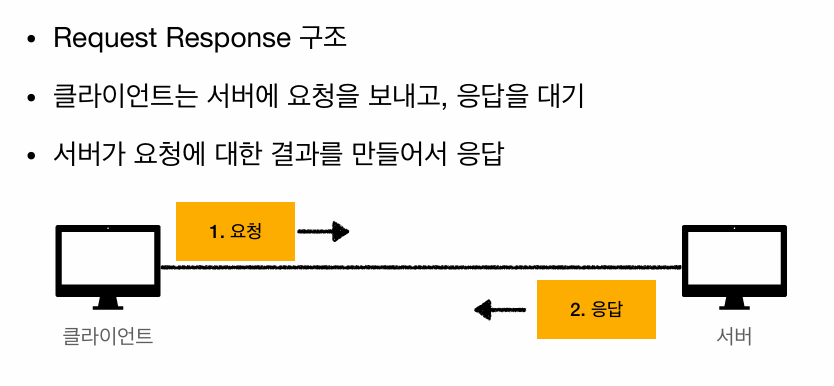 • Request Response 구조
• 클라이언트는 서버에 요청을 보내고, 응답을 대기
• 서버가 요청에 대한 결과를 만들어서 응답
1. 요청
2. 응답
클라이언트
서버